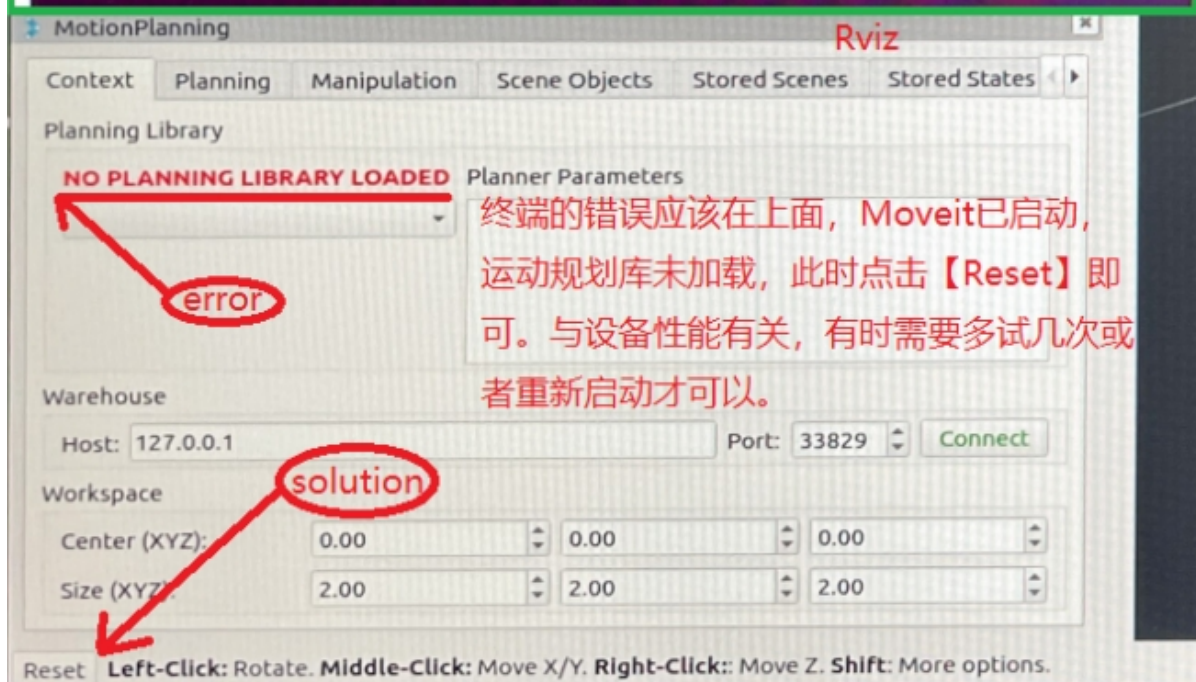 MotionPlanning
Rviz
Context Planning Manipulation Scene Objects Stored Scenes Stored States
Planning Library
NO PLANNING LIBRARY LOADED Planner Parameters
终端的错误应该在上面，Moveit已启动，
运动规划库未加载，此时点击【Reset】即
可。与设备性能有关，有时需要多试几次或
者重新启动才可以。
error
Warehouse
Host: 127.0.0.1 Port: 33829 Connect
solution
Workspace
Center (XYZ): 0.00 0.00 0.00
Size (XYZ): 2.00 2.00 2.00
Reset Left-Click: Rotate. Middle-Click: Move X/Y. Right-Click:: Move Z. Shift: More options.